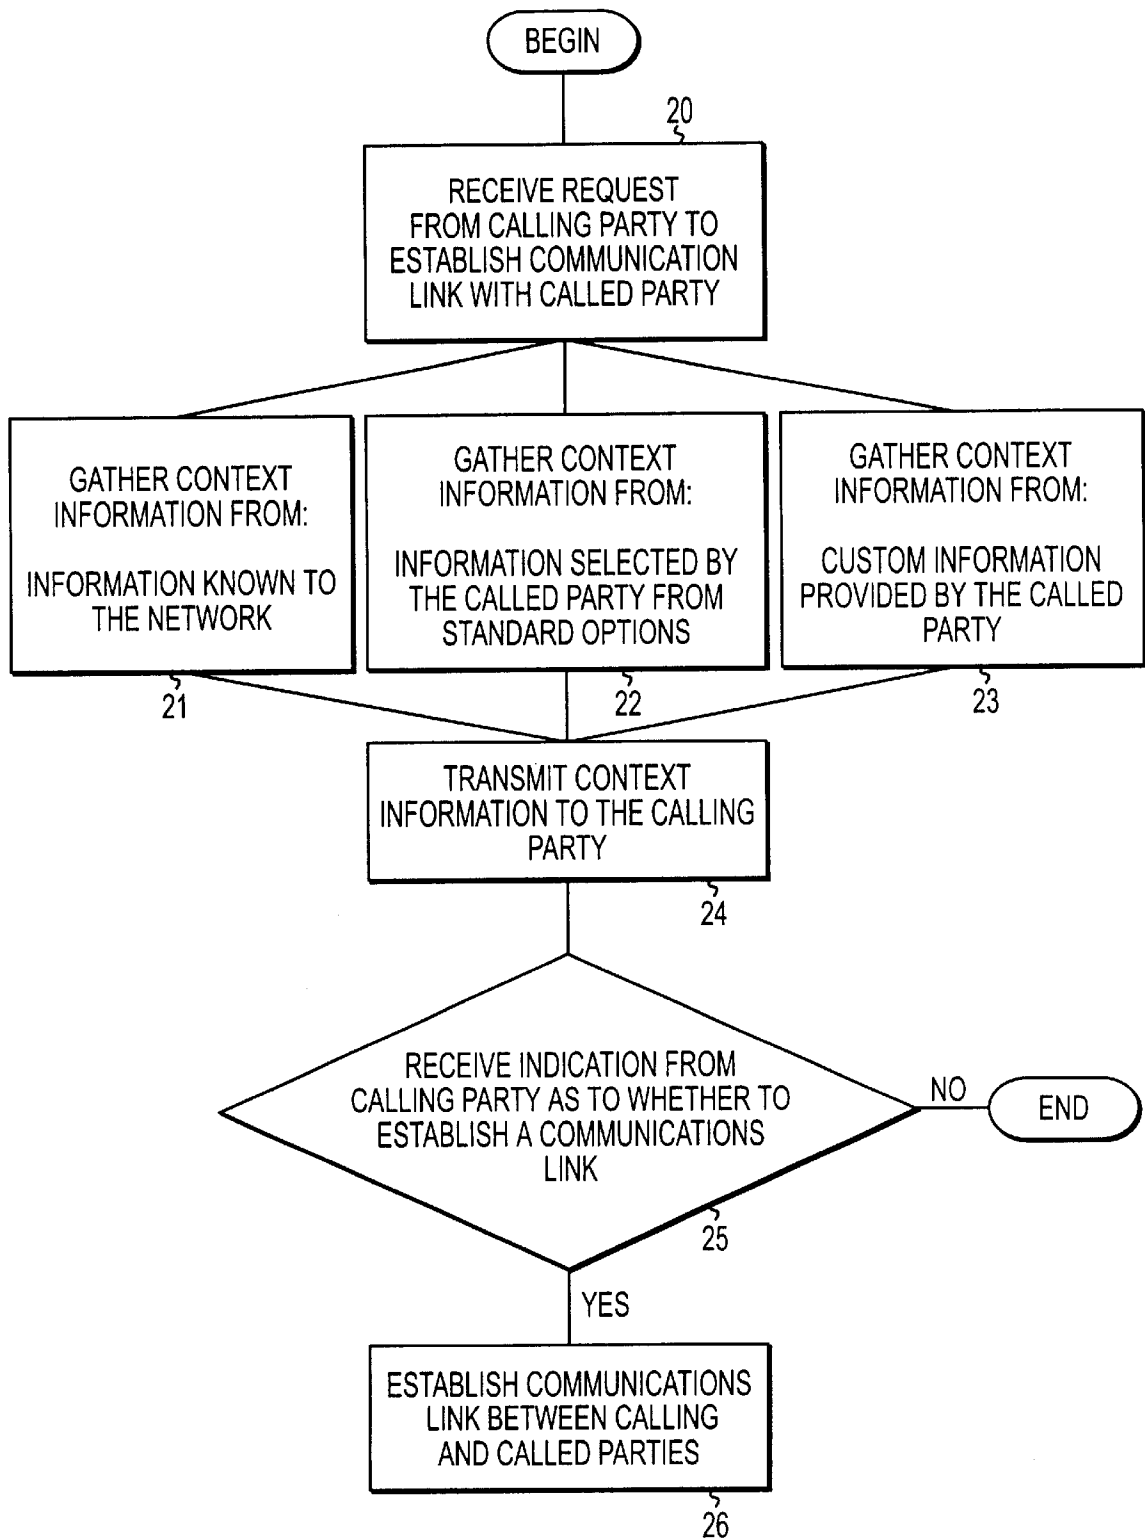 BEGIN
20
RECEIVE REQUEST
FROM CALLING PARTY TO
ESTABLISH COMMUNICATION
LINK WITH CALLED PARTY
GATHER CONTEXT
INFORMATION FROM:
INFORMATION KNOWN TO
THE NETWORK
21
GATHER CONTEXT
INFORMATION FROM:
INFORMATION SELECTED BY
THE CALLED PARTY FROM
STANDARD OPTIONS
22
GATHER CONTEXT
INFORMATION FROM:
CUSTOM INFORMATION
PROVIDED BY THE CALLED
PARTY
23
TRANSMIT CONTEXT
INFORMATION TO THE CALLING
PARTY
24
RECEIVE INDICATION FROM
CALLING PARTY AS TO WHETHER TO
ESTABLISH A COMMUNICATIONS
LINK
25
NO
END
YES
ESTABLISH COMMUNICATIONS
LINK BETWEEN CALLING
AND CALLED PARTIES
26